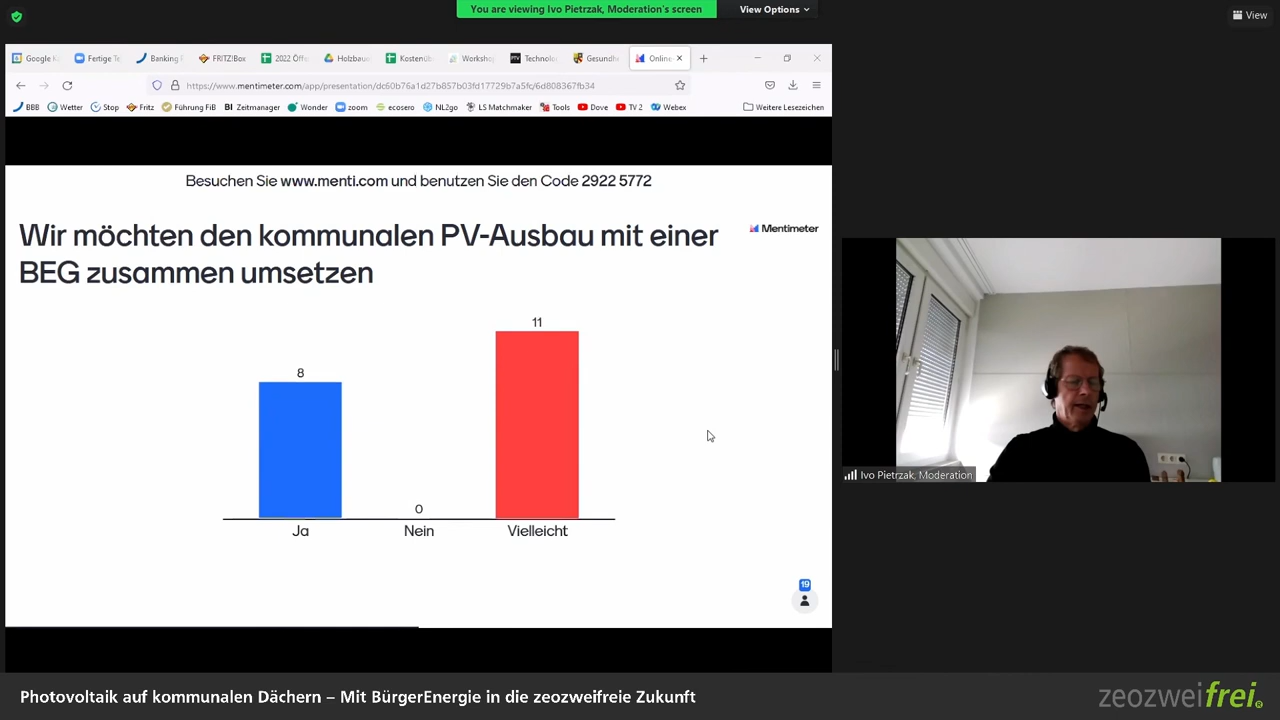 You are viewing Ivo Pietrzak, Moderation's screen
View Options
View
Google K
Fertige Te
Banking
FRITZ!Box
2022 Öff
Holzbau
Kostenü
Worksho
Technolo
Gesundh
Online
https://www.mentimeter.com/app/presentation/dc60b76a1d27b857b03fd17729b7a5fc/6d808367fb34
BBB
Wetter
Stop
Fritz
Führung FiB
BI Zeitmanager
Wonder
zoom
ecosero
NL2go
LS Matchmaker
Tools
Dove
TV 2
Webex
Weitere Lesezeichen
Besuchen Sie www.menti.com und benutzen Sie den Code 2922 5772
Wir möchten den kommunalen PV-Ausbau mit einer
BEG zusammen umsetzen
Mentimeter
11
8
0
Ja
Nein
Vielleicht
19
Ivo Pietrzak, Moderation
Photovoltaik auf kommunalen Dächern – Mit BürgerEnergie in die zeozweifreie Zukunft
zeozweifrei